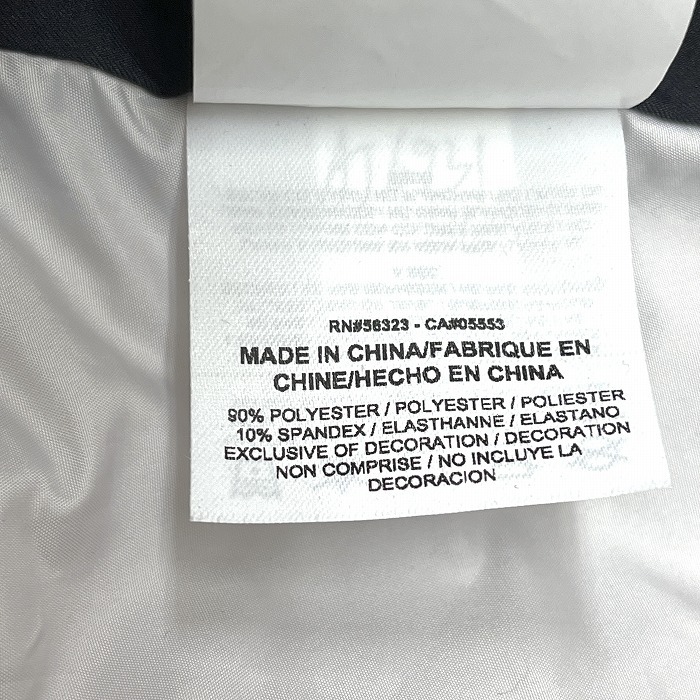 RN#56323 - CA#05553
MADE IN CHINA/FABRIQUE EN
CHINE/HECHO EN CHINA
90% POLYESTER / POLYESTER / POLIESTER
10% SPANDEX / ELASTHANNE / ELASTANO
EXCLUSIVE OF DECORATION / DECORATION
NON COMPRISE / NO INCLUYE LA
DECORACION